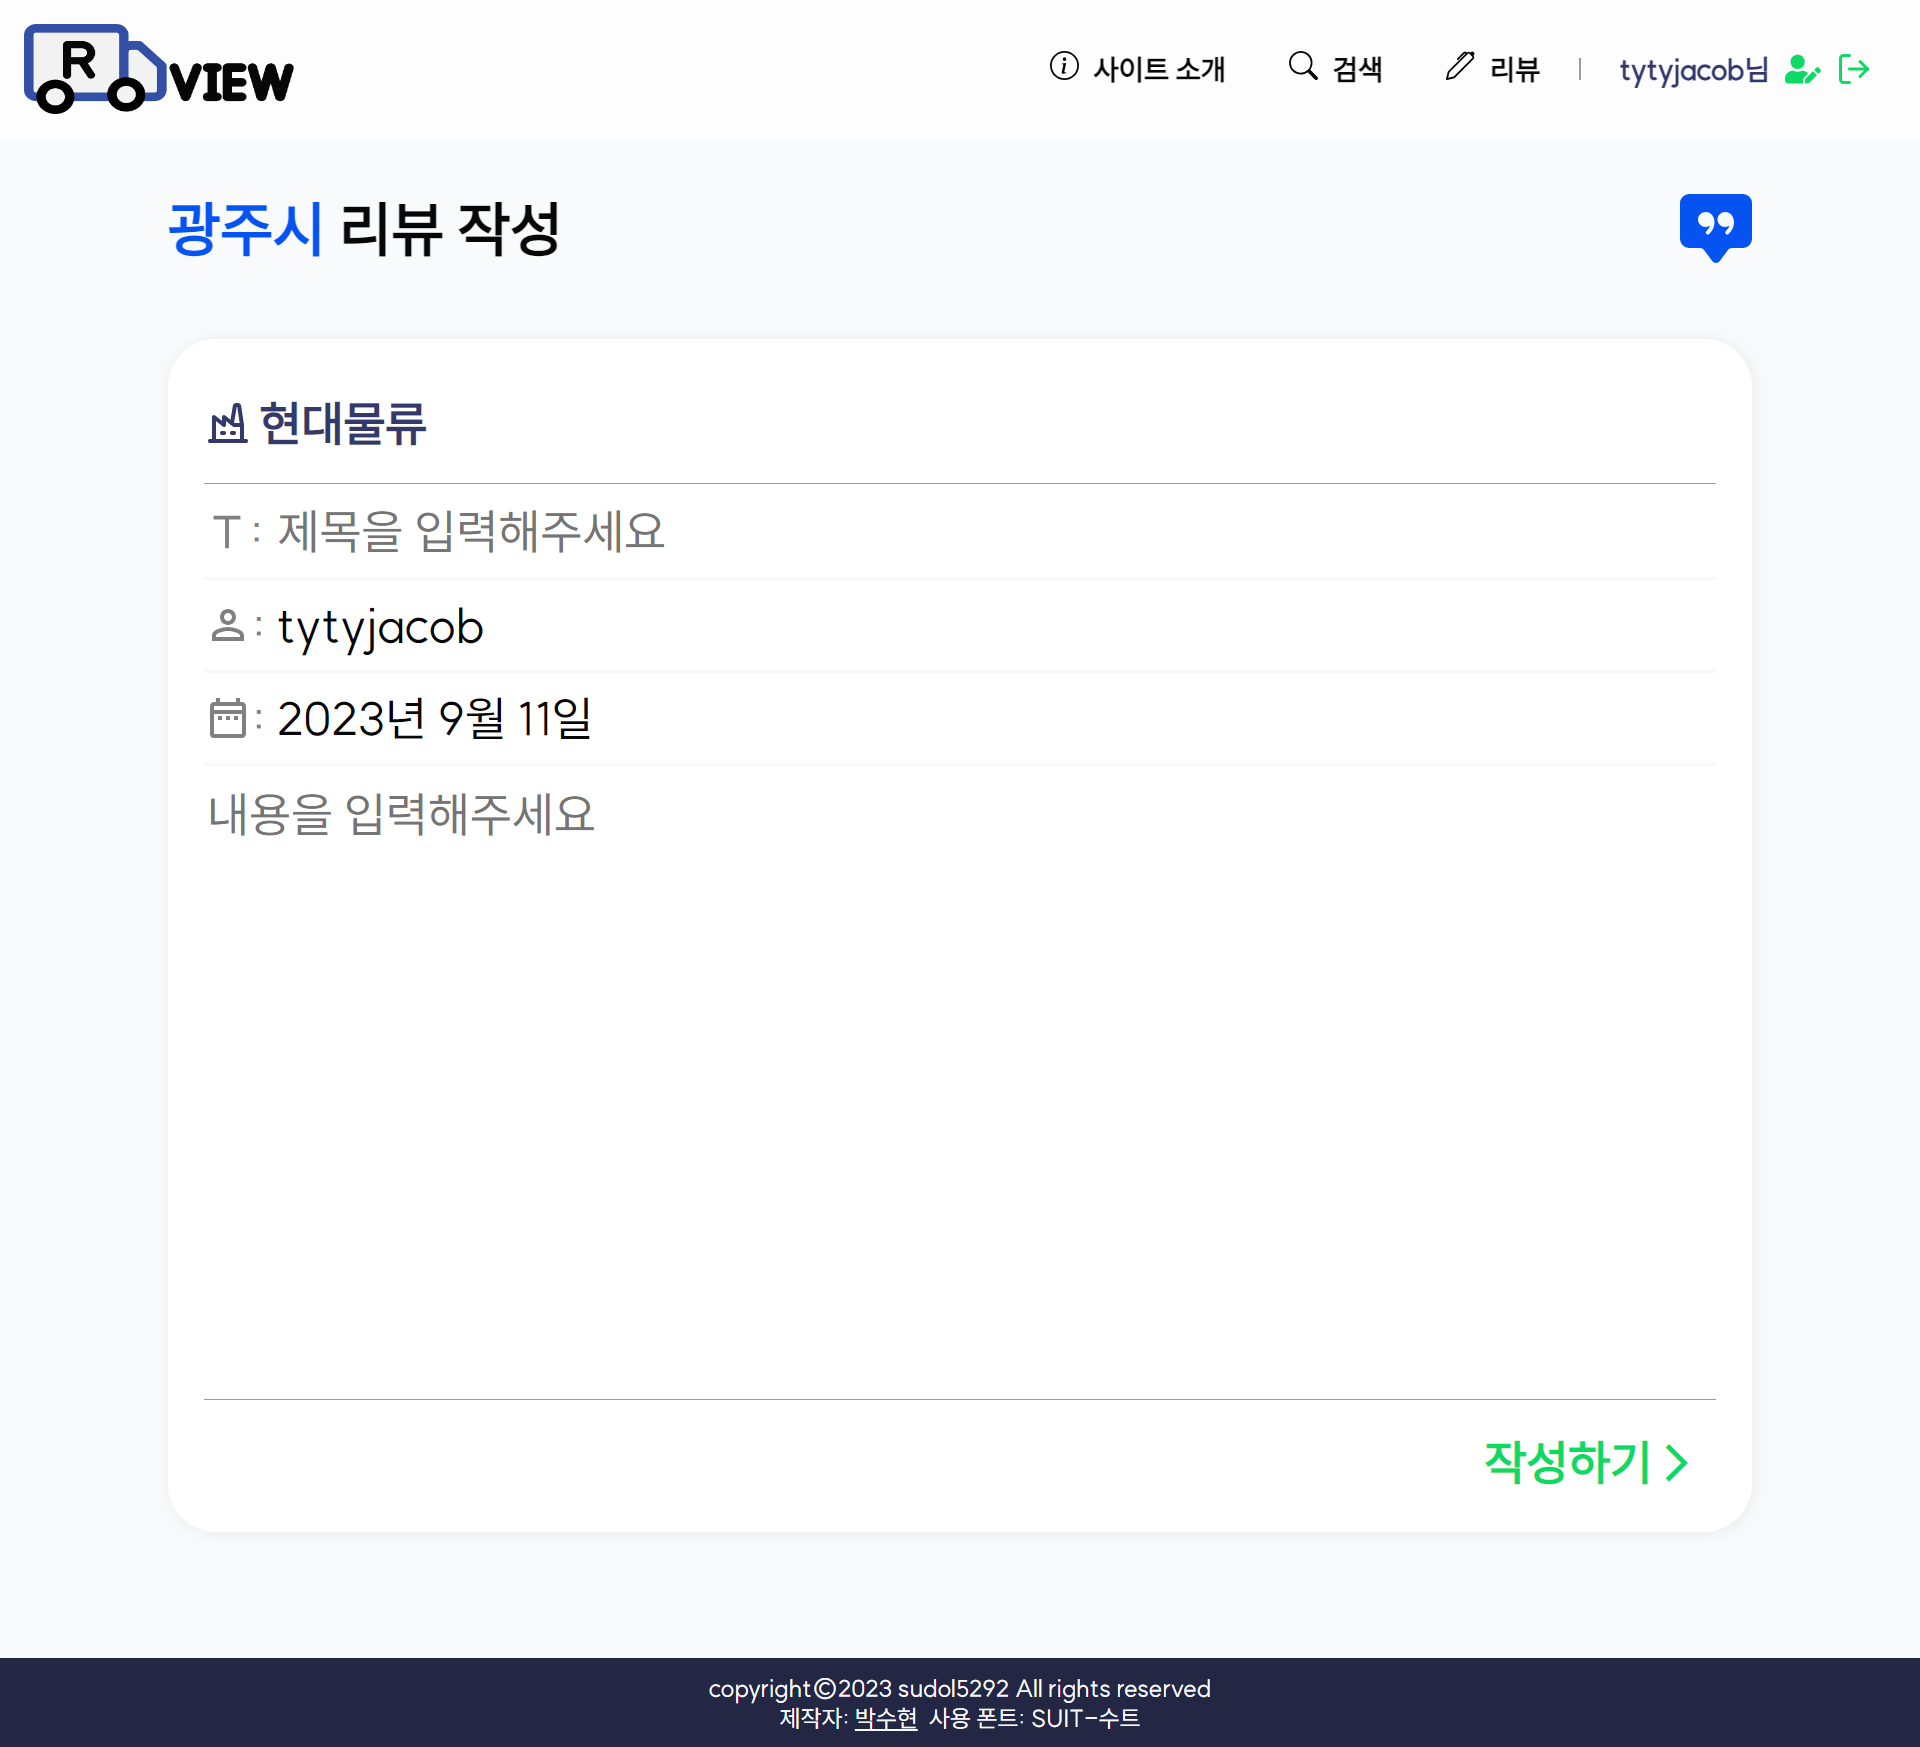 R VIEW
사이트 소개
검색
리뷰
tytyjacob님
광주시 리뷰 작성
현대물류
T : 제목을 입력해주세요
: tytyjacob
: 2023년 9월 11일
내용을 입력해주세요
작성하기
copyright©2023 sudol5292 All rights reserved
제작자: 박수현 사용 폰트: SUIT-수트